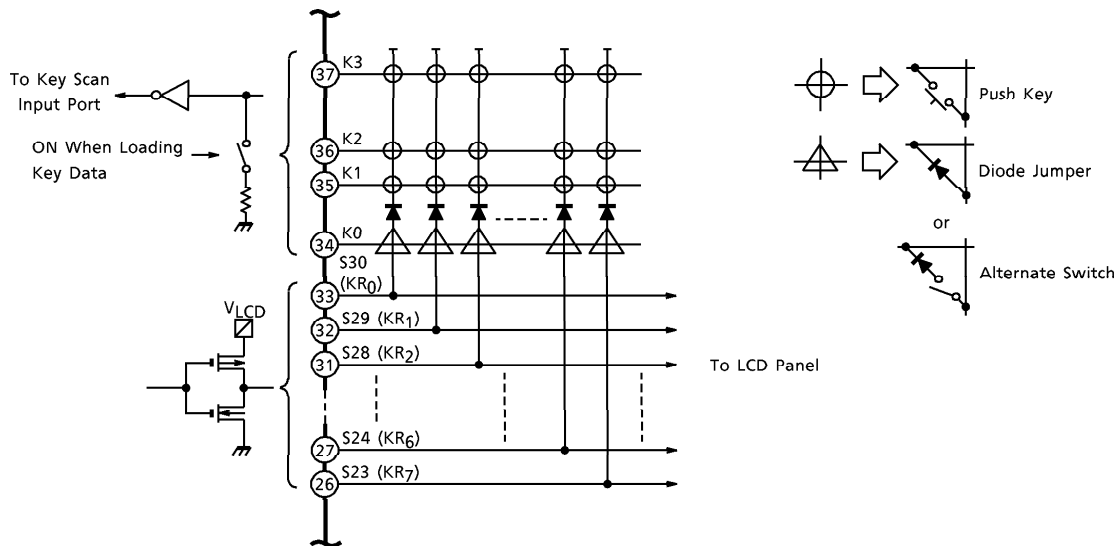 To Key Scan
Input Port
ON When Loading
Key Data
37 K3
36 K2
35 K1
34 K0
S30
33 (KR0)
VLCD
32 S29 (KR1)
31 S28 (KR2)
To LCD Panel
27 S24 (KR6)
26 S23 (KR7)
Push Key
Diode Jumper
or
Alternate Switch